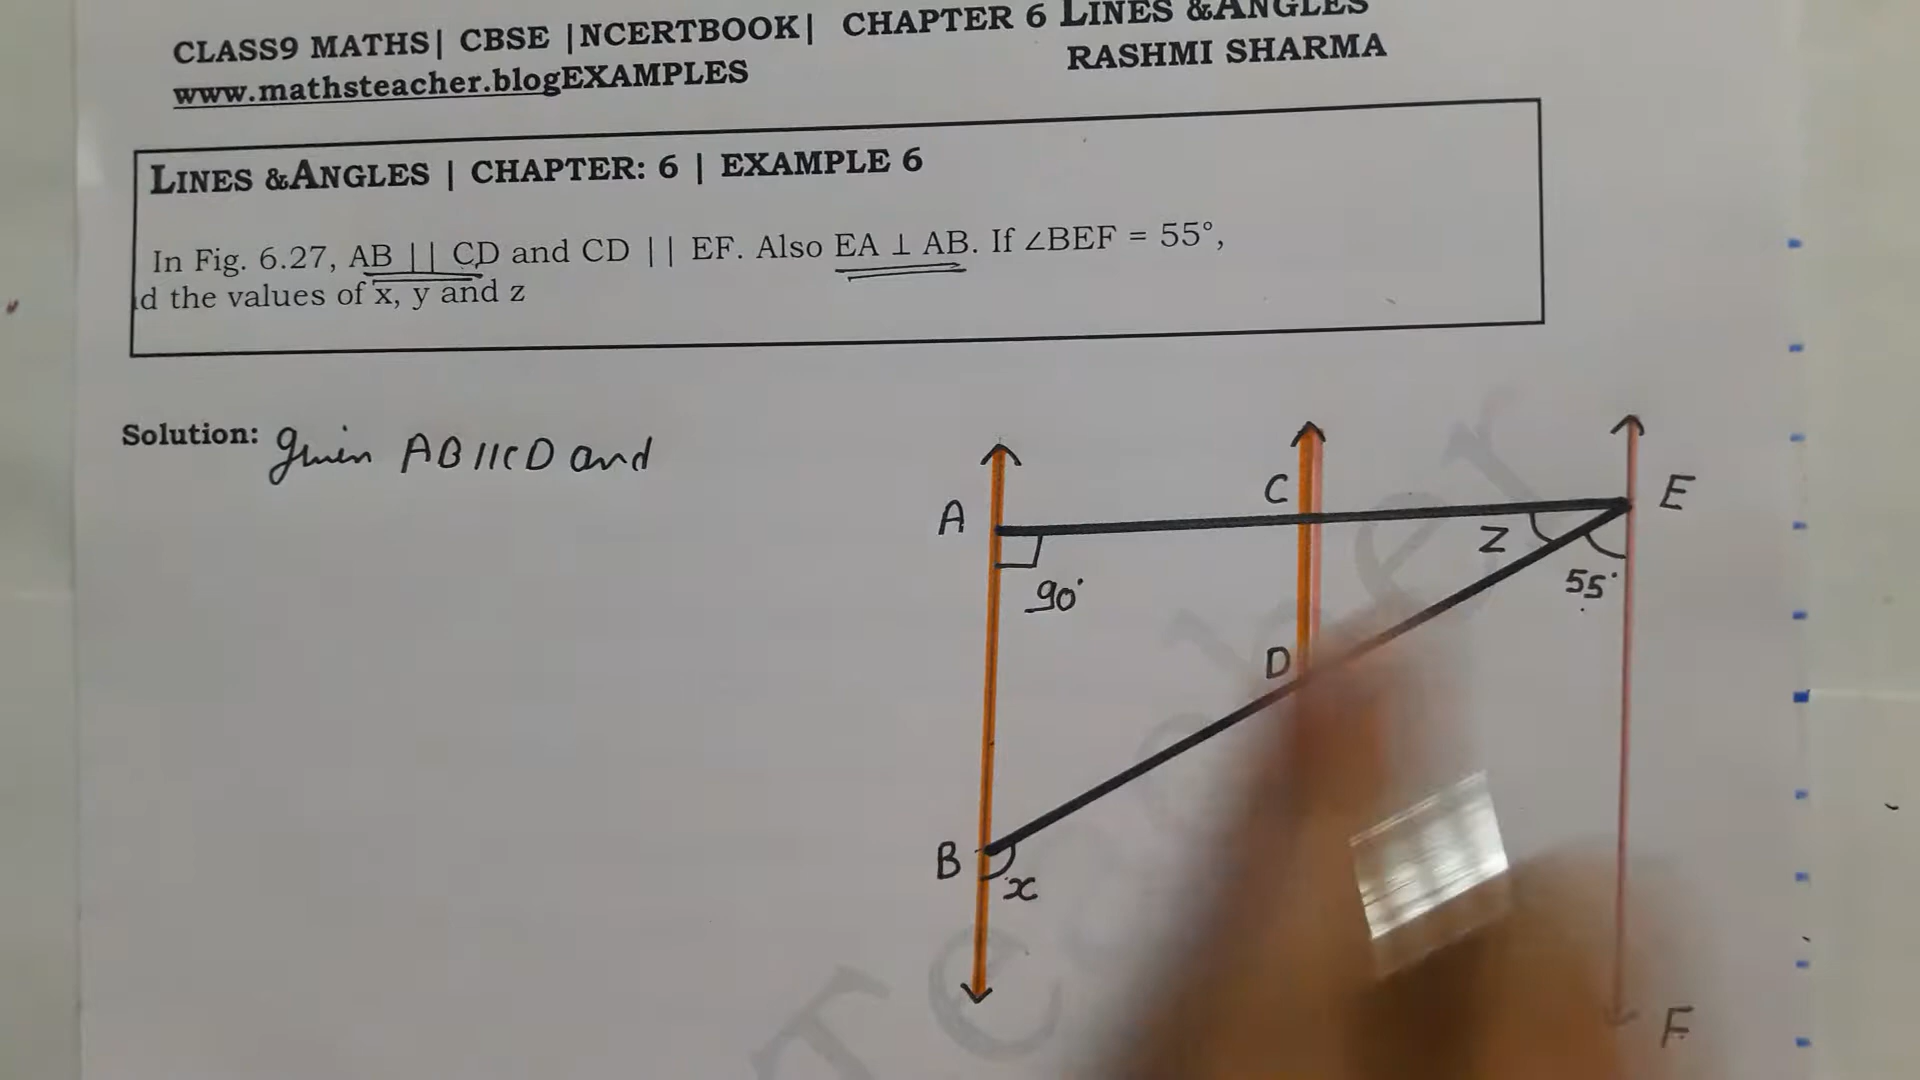 CLASS9 MATHS| CBSE |NCERTBOOK| CHAPTER 6 LINES &ANGLES
www.mathsteacher.blogEXAMPLES RASHMI SHARMA
LINES &ANGLES | CHAPTER: 6 | EXAMPLE 6
In Fig. 6.27, AB || CD and CD || EF. Also EA ⊥ AB. If ∠BEF = 55°,
d the values of x, y and z
Solution: given AB||CD and
A
C
E
z
90°
55°
D
B
x
F
Teacher